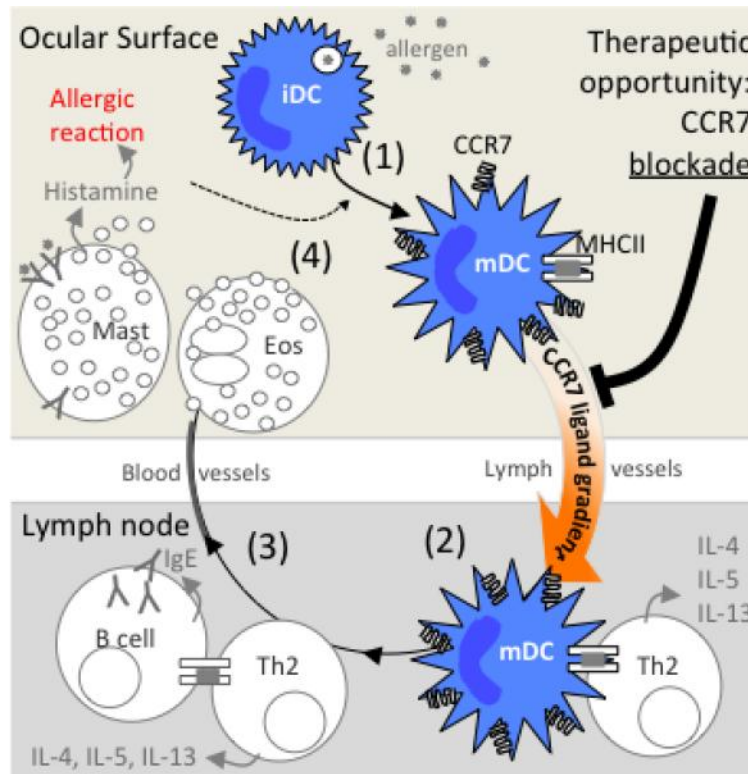 Ocular Surface
allergen
Therapeutic
opportunity:
CCR7
blockade
iDC
Allergic
reaction
(1)
CCR7
Histamine
MHCII
mDC
(4)
Mast
Eos
CCR7 ligand gradient
Blood vessels
Lymph vessels
Lymph node
(3)
(2)
IL-4
IL-5
IL-13
IgE
B cell
Th2
mDC
Th2
IL-4, IL-5, IL-13